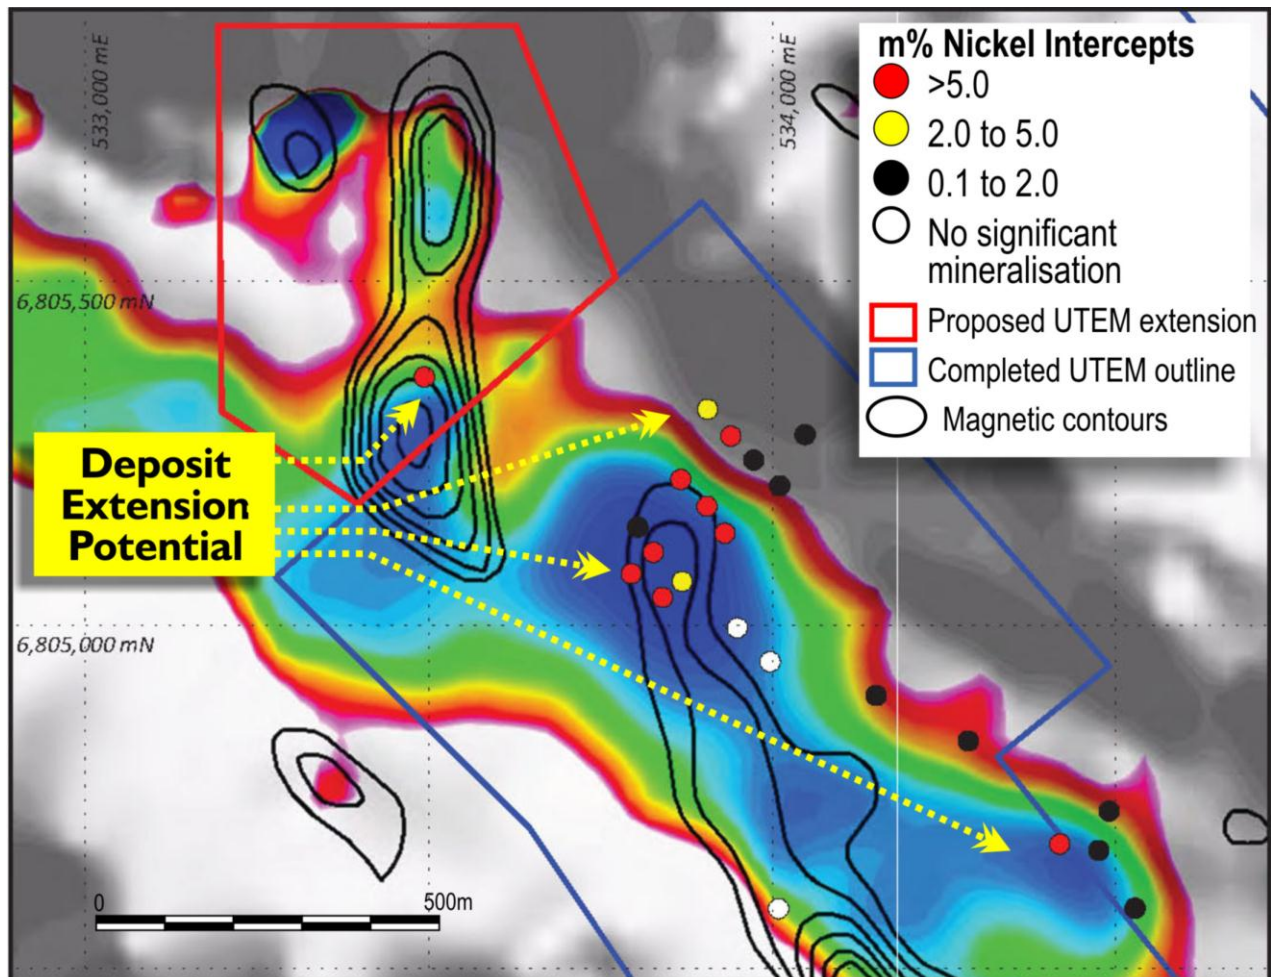 533,000 mE
534,000 mE
m% Nickel Intercepts
>5.0
2.0 to 5.0
0.1 to 2.0
No significant
mineralisation
Proposed UTEM extension
Completed UTEM outline
Magnetic contours
6,805,500 mN
Deposit
Extension
Potential
6,805,000 mN
0
500m